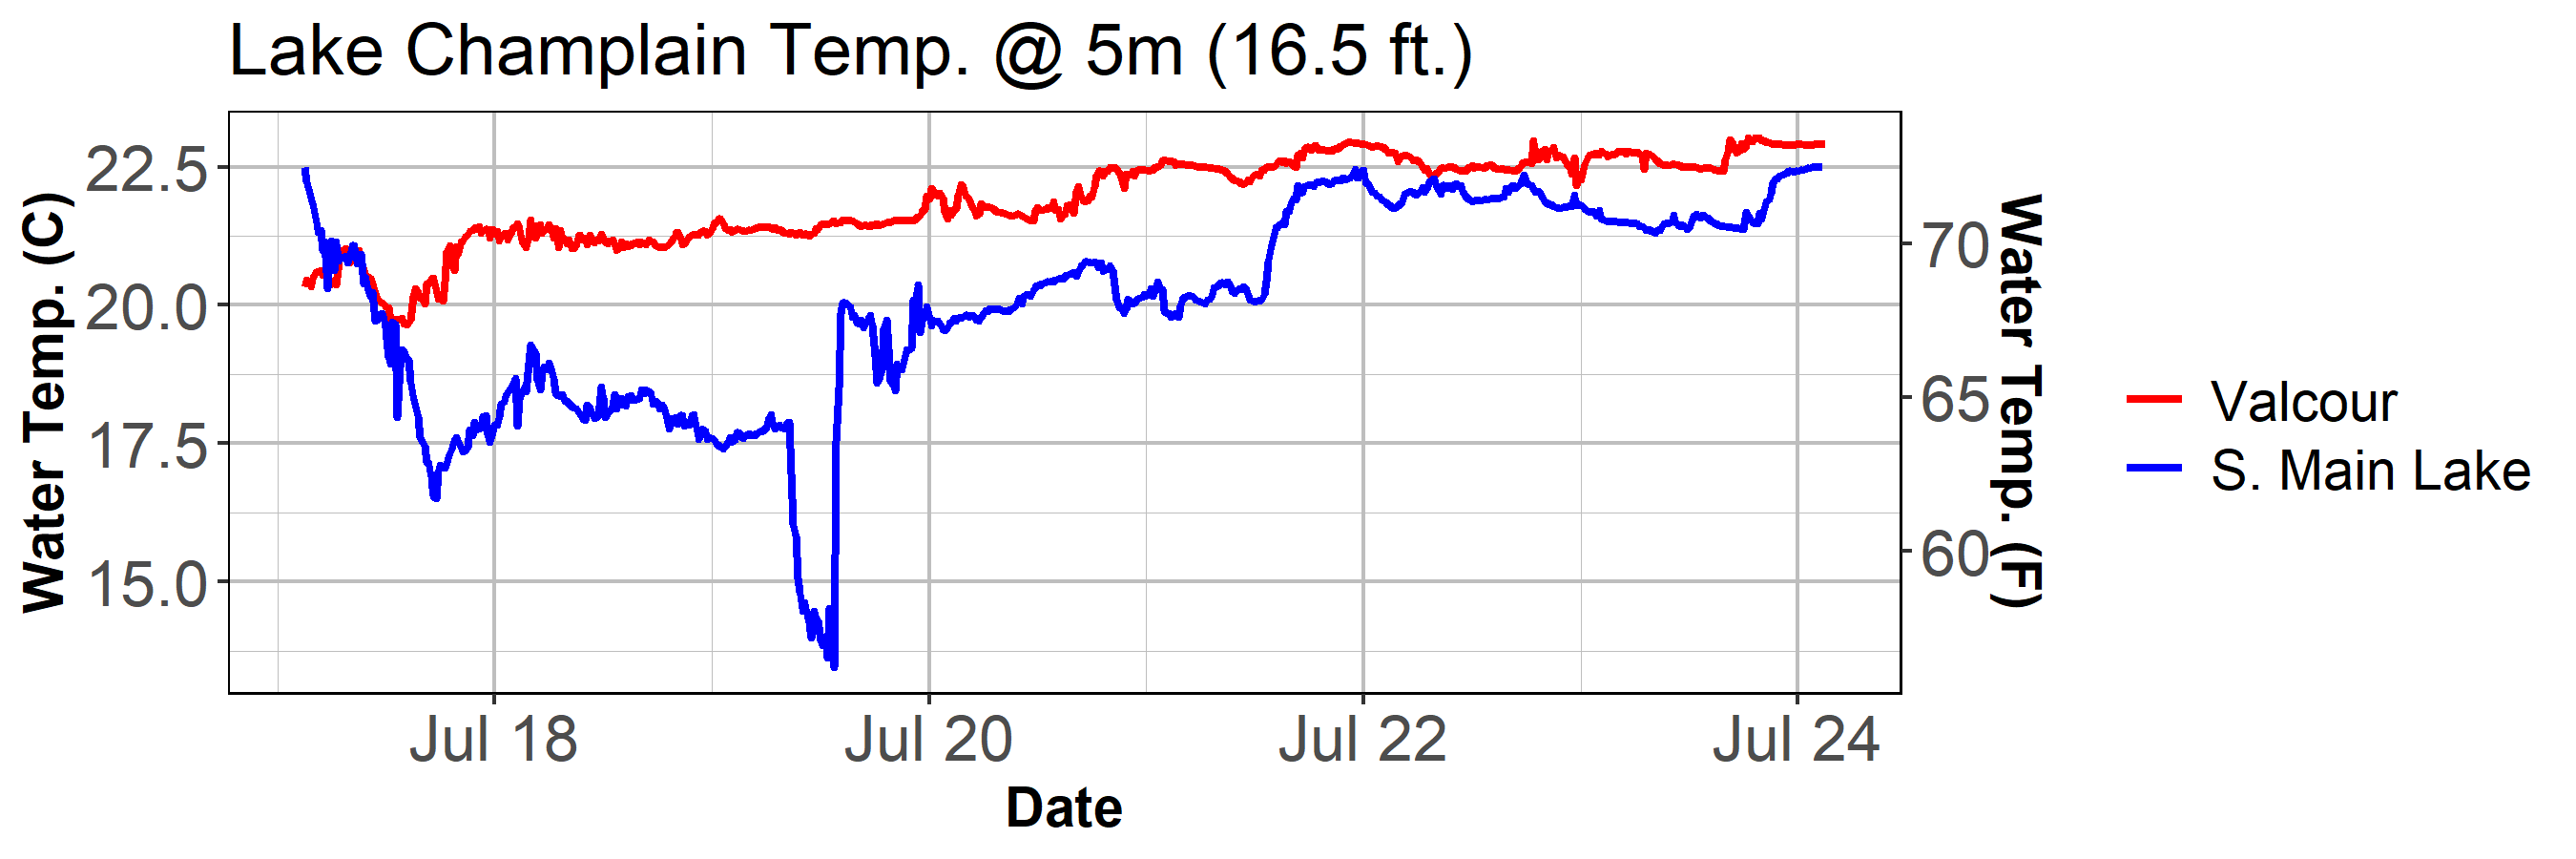 Lake Champlain Temp. @ 5m (16.5 ft.)
Water Temp. (C)
22.5
20.0
17.5
15.0
70
65
60
Water Temp. (F)
Jul 18
Jul 20
Jul 22
Jul 24
Date
Valcour
S. Main Lake